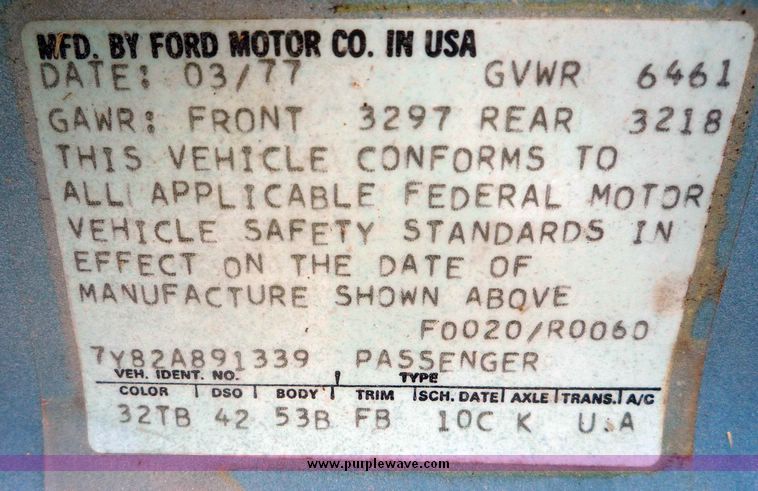 MFD. BY FORD MOTOR CO. IN USA
DATE: 03/77 GVWR 6461
GAWR: FRONT 3297 REAR 3218
THIS VEHICLE CONFORMS TO
ALL APPLICABLE FEDERAL MOTOR
VEHICLE SAFETY STANDARDS IN
EFFECT ON THE DATE OF
MANUFACTURE SHOWN ABOVE
F0020/R0060
7Y82A891339 PASSENGER
VEH. IDENT. NO. TYPE
COLOR DSO BODY TRIM SCH. DATE AXLE TRANS. A/C
32TB 42 53B FB 10C K U.A
www.purplewave.com